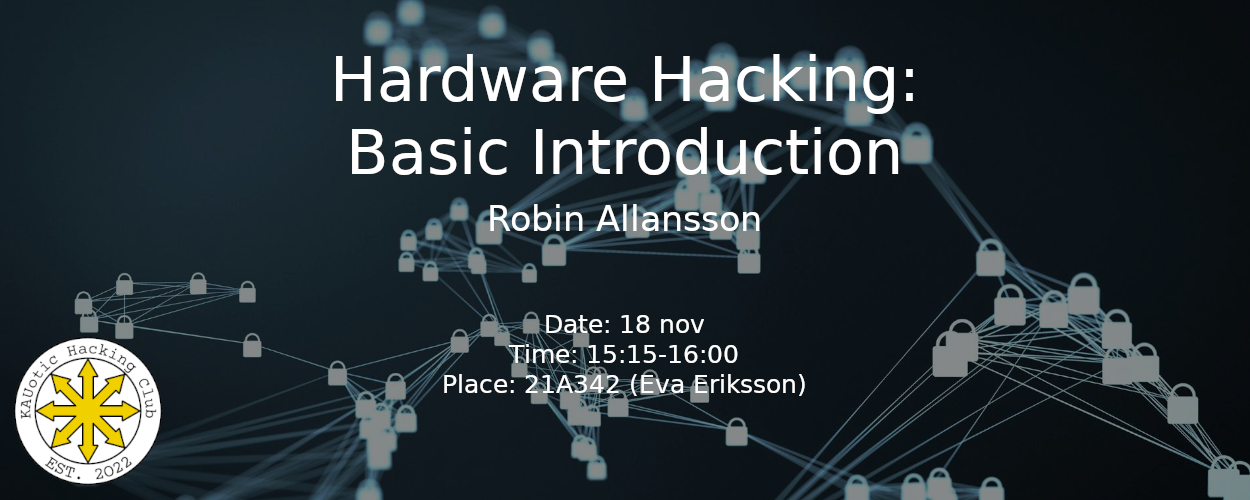 Hardware Hacking:
Basic Introduction
Robin Allansson
Date: 18 nov
Time: 15:15-16:00
Place: 21A342 (Eva Eriksson)
KAUotic Hacking Club
EST. 2022